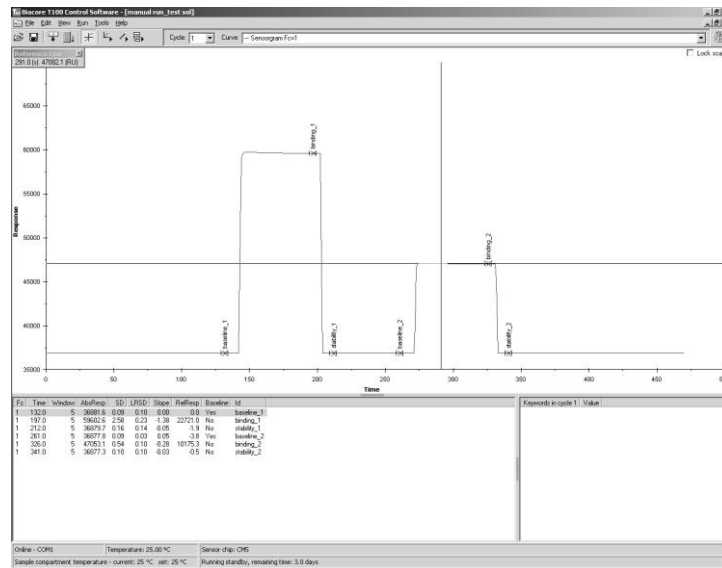 Biacore T100 Control Software - [manual run_test sol]
File Edit View Run Tools Help
Cycle: 1 Curve: — Sensorgram Fc=1
Reference Line
291.0 (s) 47082.1 (RU)
Lock sca
65000
60000
55000
50000
45000
40000
35000
Response
0 50 100 150 200 250 300 350 400 450
Time
baseline_1
binding_1
stability_1
baseline_2
binding_2
stability_2
Fc Time Window AbsResp SD LRSD Slope RelResp Baseline Id
1 132.0 5 36881.6 0.09 0.10 0.00 0.0 Yes baseline_1
1 197.0 5 59602.6 2.58 0.23 -1.38 22721.0 No binding_1
1 212.0 5 36879.7 0.16 0.14 -0.05 -1.9 No stability_1
1 261.0 5 36877.8 0.09 0.03 0.05 -3.8 Yes baseline_2
1 326.0 5 47053.1 0.54 0.10 -0.28 10175.3 No binding_2
1 341.0 5 36877.3 0.10 0.10 -0.03 -0.5 No stability_2
Keywords in cycle 1 Value
Online - COM1 Temperature: 25.00 °C Sensor chip: CM5
Sample compartment temperature - current: 25 °C set: 25 °C Running standby, remaining time: 3.0 days